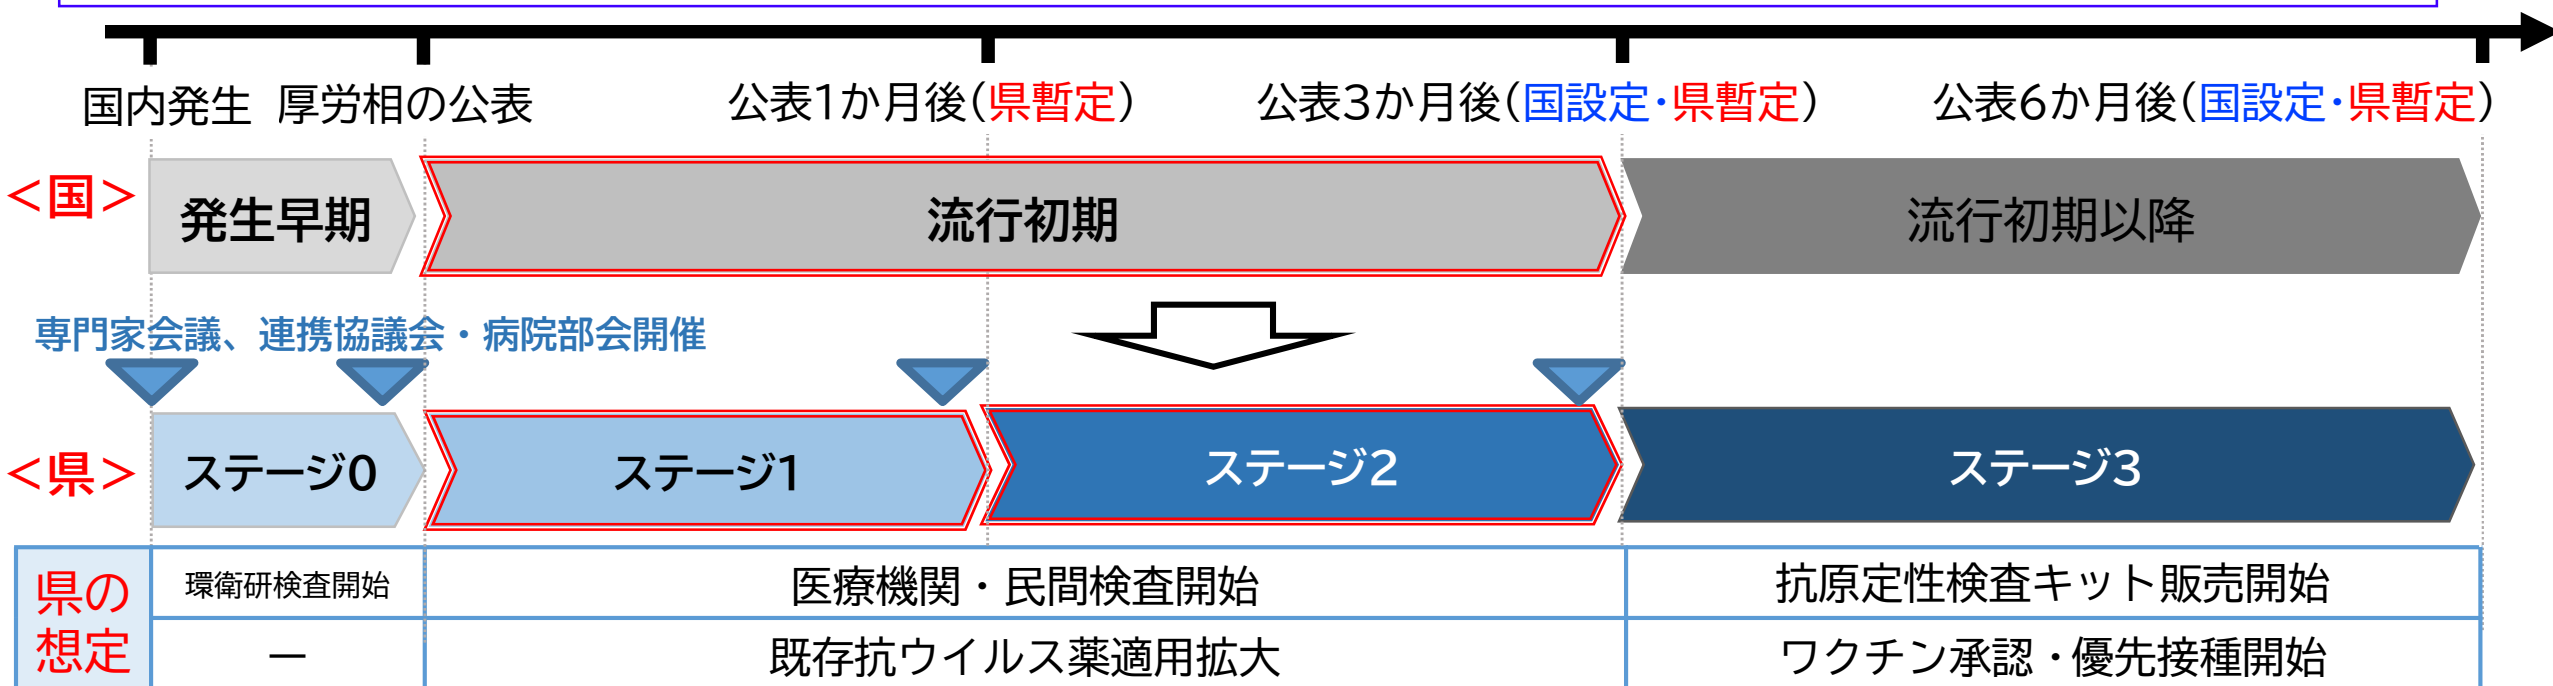 国内発生 厚労相の公表 公表1か月後(県暫定) 公表3か月後(国設定・県暫定) 公表6か月後(国設定・県暫定)
<国> 発生早期 流行初期 流行初期以降
専門家会議、連携協議会・病院部会開催
<県> ステージ0 ステージ1 ステージ2 ステージ3
県の
想定
環衛研検査開始 医療機関・民間検査開始 抗原定性検査キット販売開始
ー 既存抗ウイルス薬適用拡大 ワクチン承認・優先接種開始